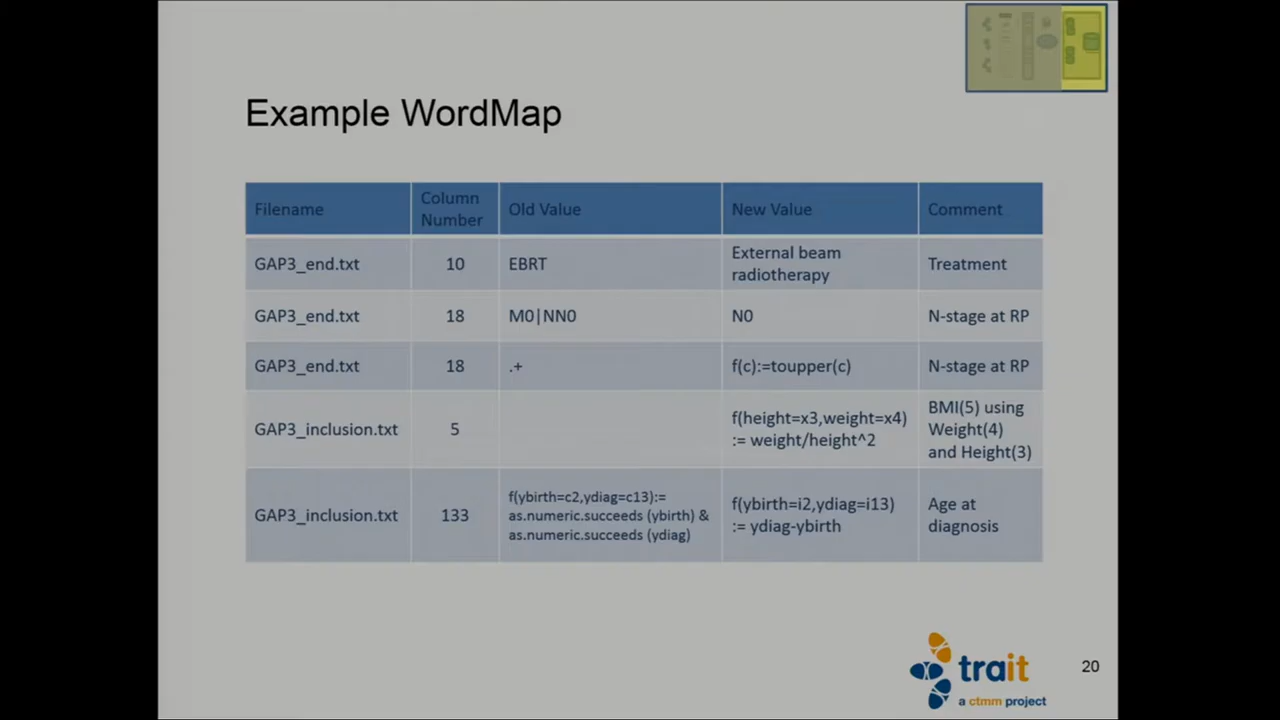 Example WordMap
Filename
Column
Number
Old Value
New Value
Comment
GAP3_end.txt
10
EBRT
External beam
radiotherapy
Treatment
GAP3_end.txt
18
M0|NN0
N0
N-stage at RP
GAP3_end.txt
18
.+
f(c):=toupper(c)
N-stage at RP
GAP3_inclusion.txt
5
f(height=x3,weight=x4)
:= weight/height^2
BMI(5) using
Weight(4)
and Height(3)
GAP3_inclusion.txt
133
f(ybirth=c2,ydiag=c13):=
as.numeric.succeeds (ybirth) &
as.numeric.succeeds (ydiag)
f(ybirth=i2,ydiag=i13)
:= ydiag-ybirth
Age at
diagnosis
trait
a ctmm project
20